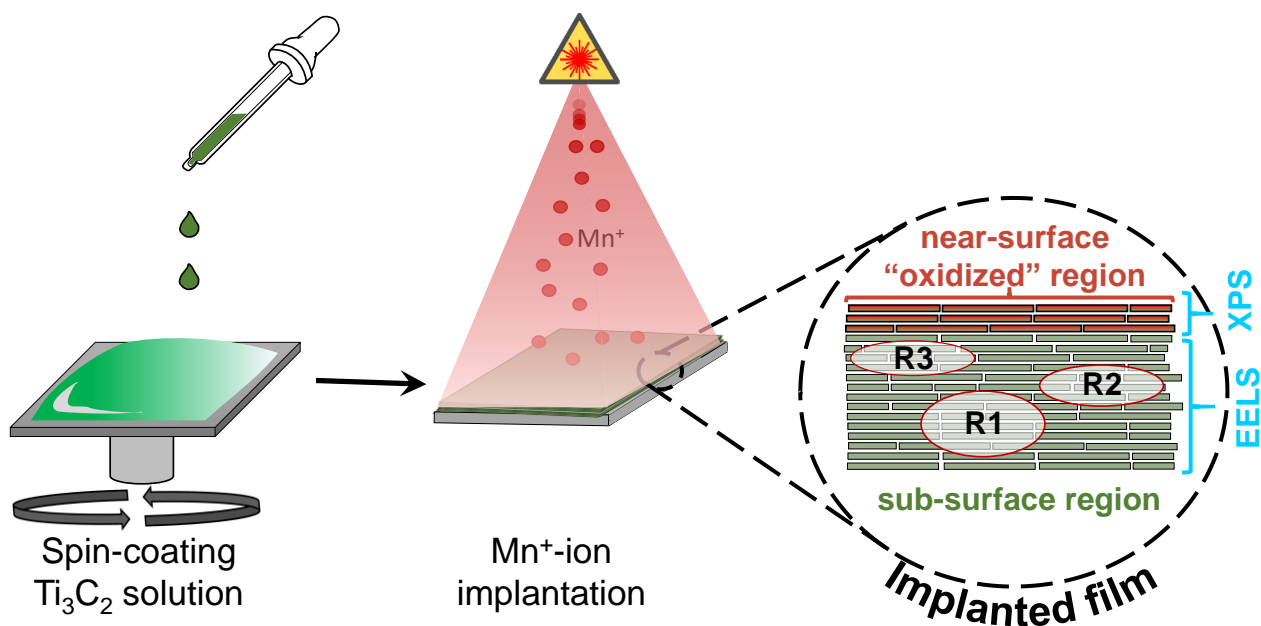 Mn⁺
near-surface
“oxidized” region
XPS
R3
R2
R1
EELS
sub-surface region
Implanted film
Spin-coating
Ti₃C₂ solution
Mn⁺-ion
implantation